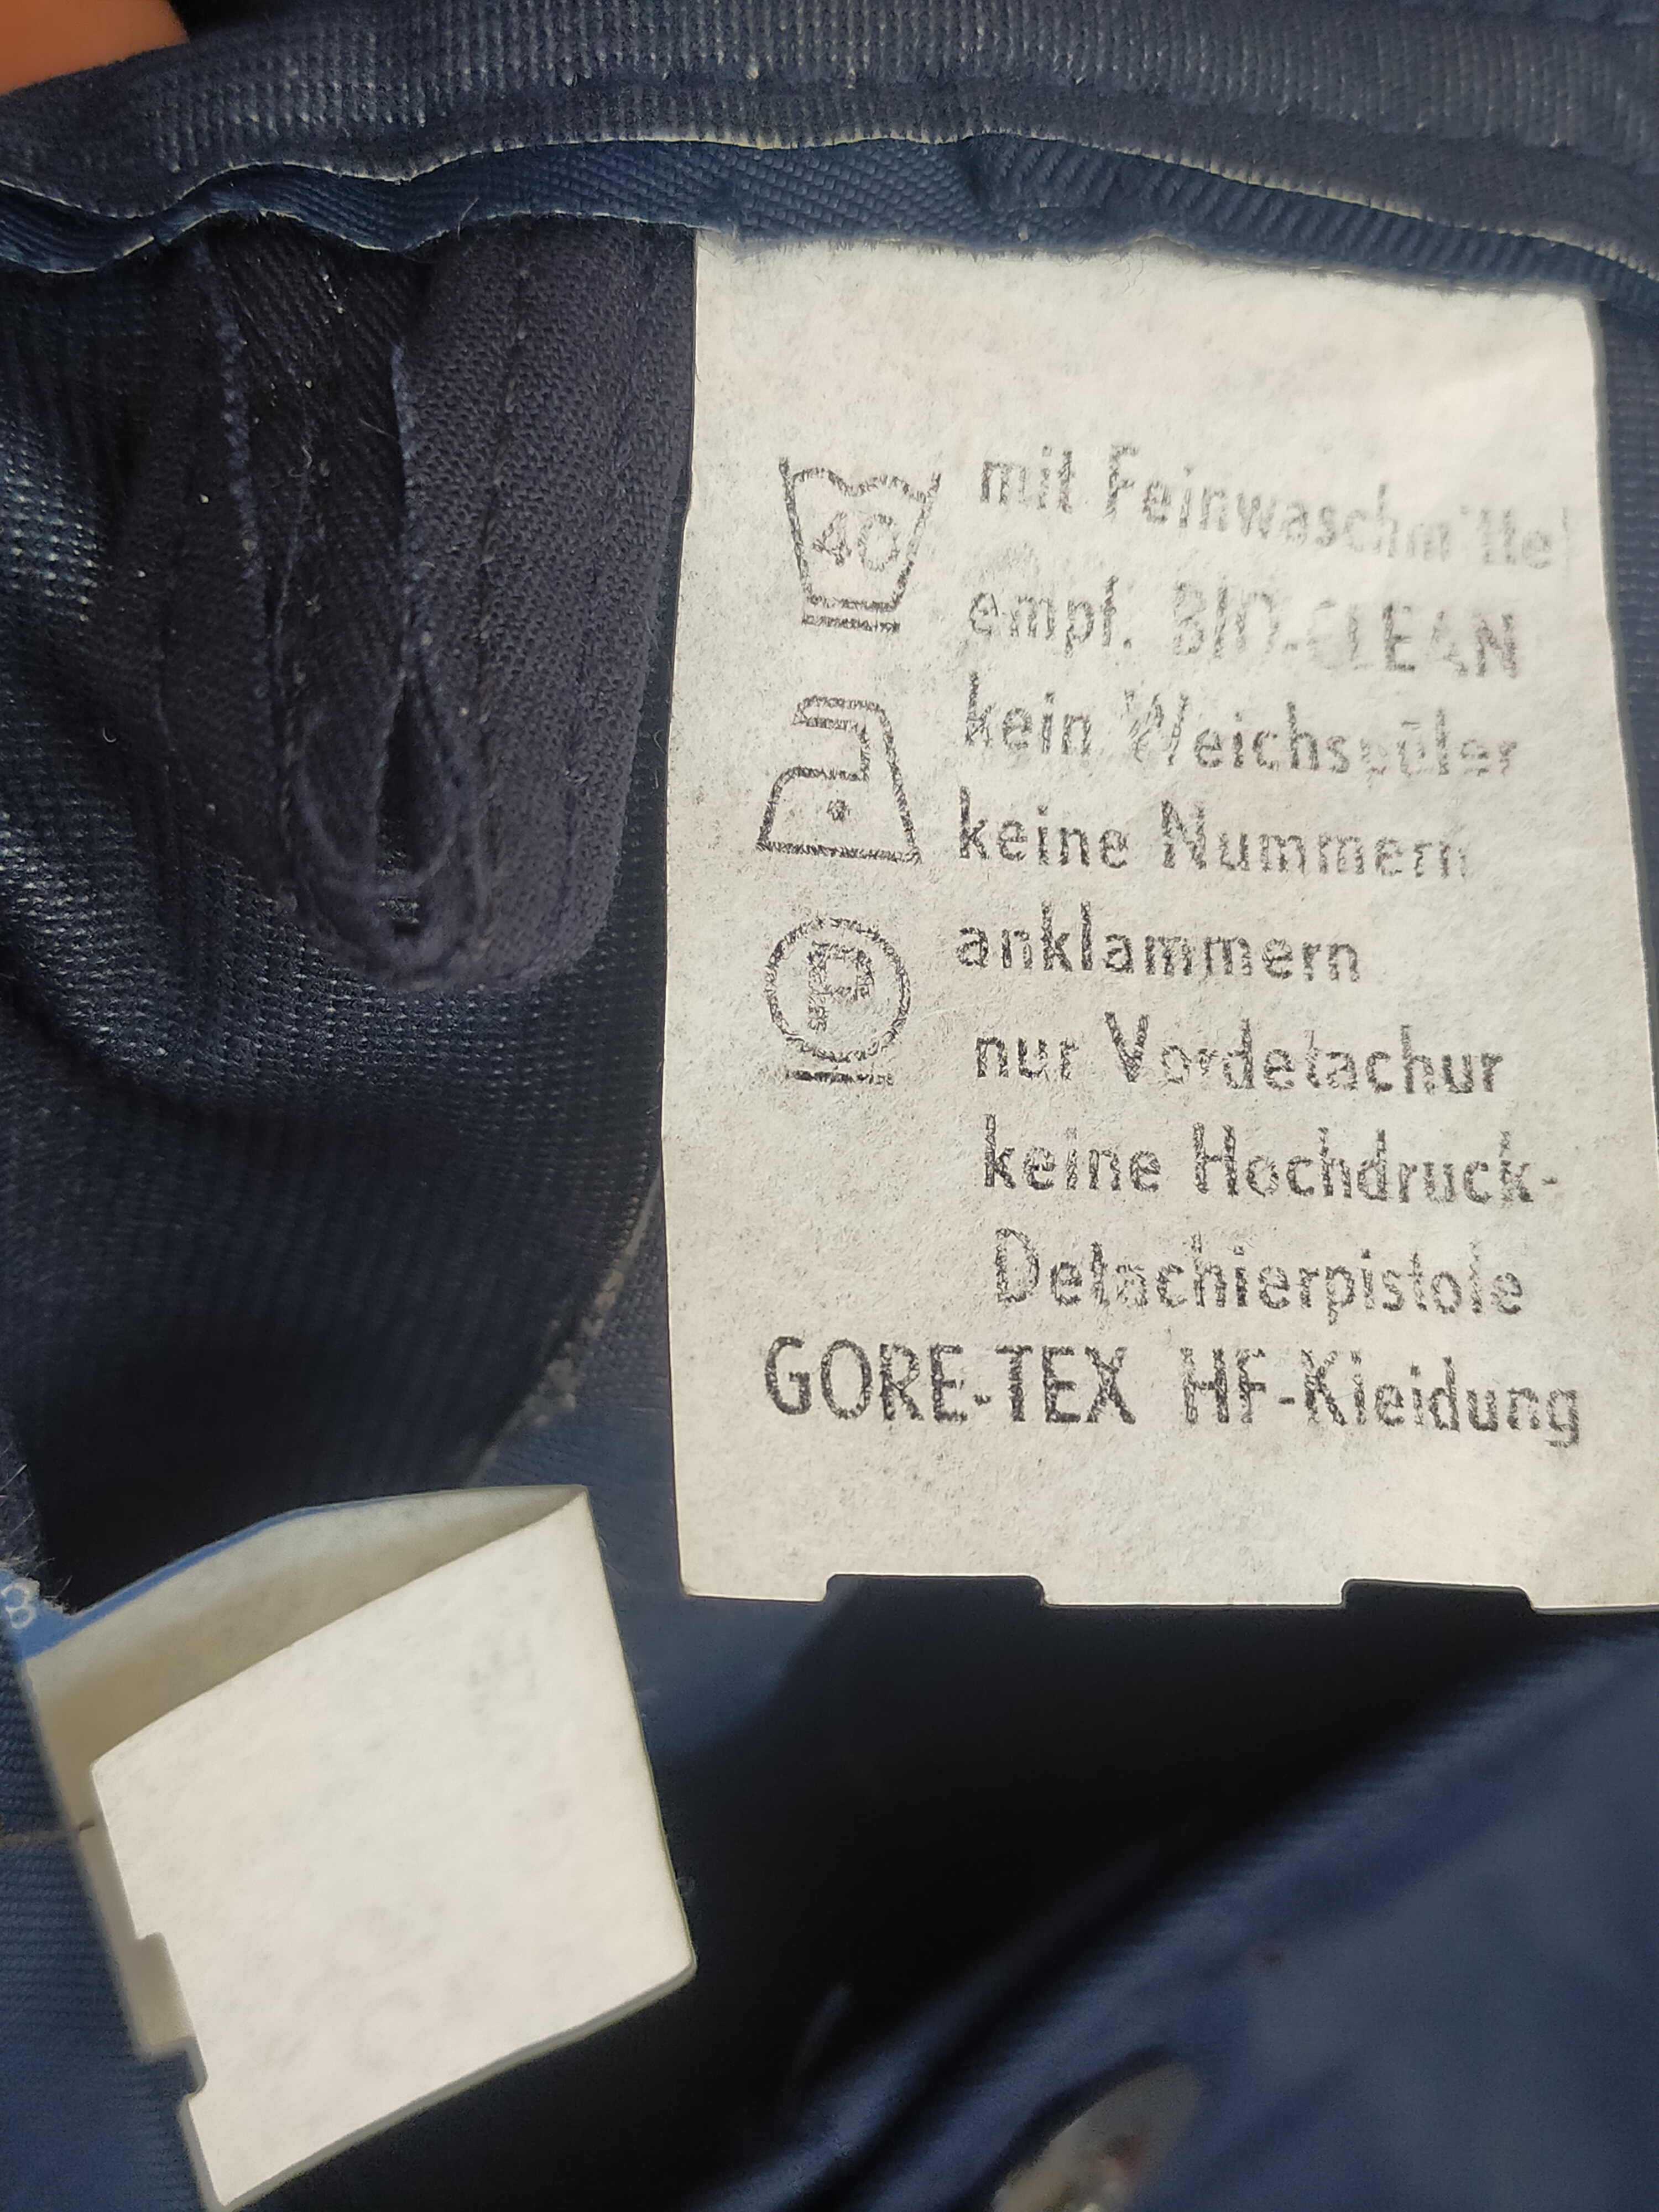 40 mit Feinwaschmittel
empf. BIO-CLEAN
kein Weichspüler
keine Nummern
anklammern
P
nur Vordetachur
keine Hochdruck-
Detachierpistole
GORE-TEX HF-Kleidung
8